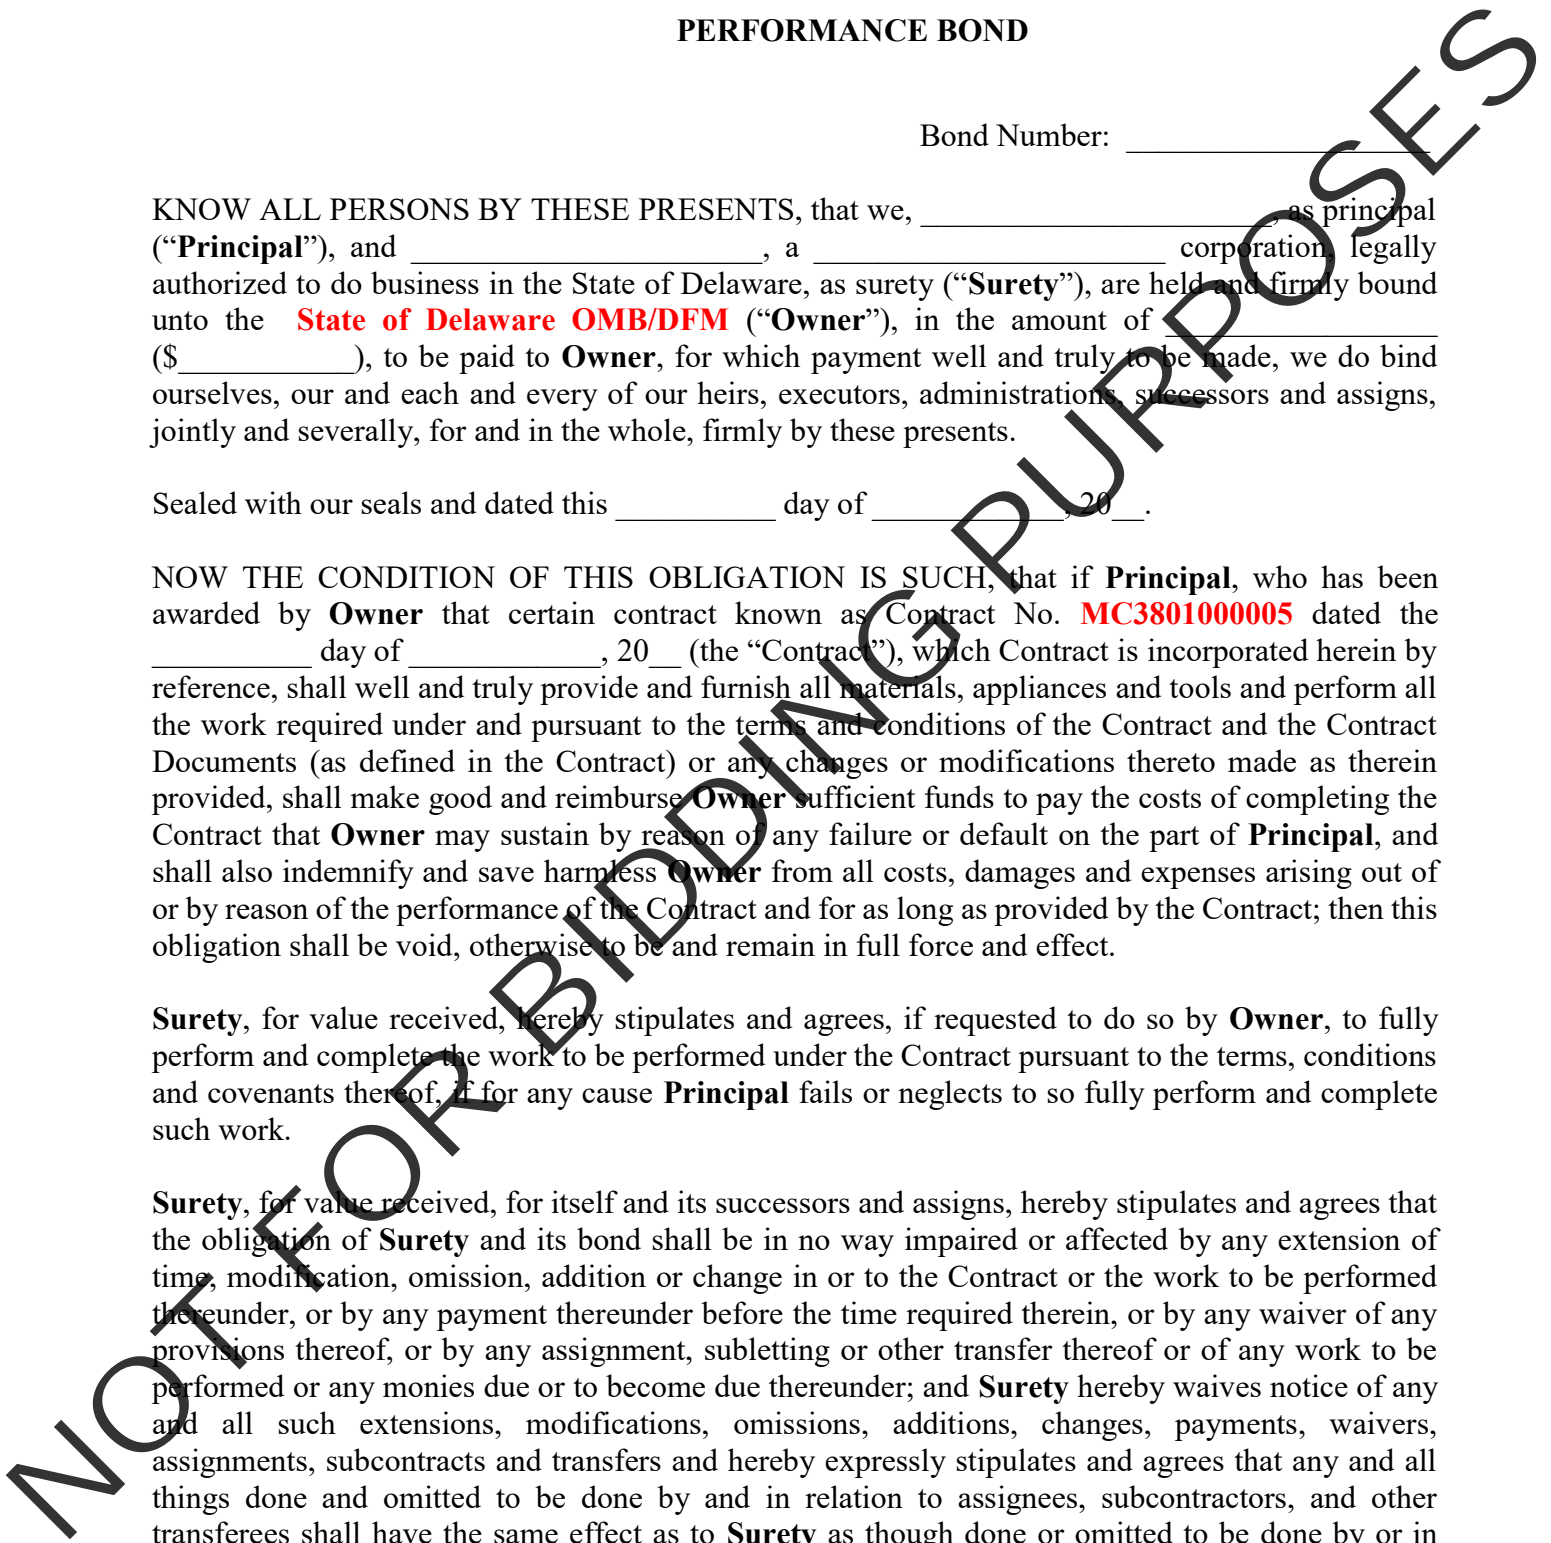 PERFORMANCE BOND
Bond Number: ___________________
KNOW ALL PERSONS BY THESE PRESENTS, that we, ______________________, as principal
(“Principal”), and ______________________, a ______________________ corporation, legally
authorized to do business in the State of Delaware, as surety (“Surety”), are held and firmly bound
unto the State of Delaware OMB/DFM (“Owner”), in the amount of _________________
($___________), to be paid to Owner, for which payment well and truly to be made, we do bind
ourselves, our and each and every of our heirs, executors, administrations, successors and assigns,
jointly and severally, for and in the whole, firmly by these presents.
Sealed with our seals and dated this __________ day of ____________, 20__.
NOW THE CONDITION OF THIS OBLIGATION IS SUCH, that if Principal, who has been
awarded by Owner that certain contract known as Contract No. MC3801000005 dated the
__________ day of ____________, 20__ (the “Contract”), which Contract is incorporated herein by
reference, shall well and truly provide and furnish all materials, appliances and tools and perform all
the work required under and pursuant to the terms and conditions of the Contract and the Contract
Documents (as defined in the Contract) or any changes or modifications thereto made as therein
provided, shall make good and reimburse Owner sufficient funds to pay the costs of completing the
Contract that Owner may sustain by reason of any failure or default on the part of Principal, and
shall also indemnify and save harmless Owner from all costs, damages and expenses arising out of
or by reason of the performance of the Contract and for as long as provided by the Contract; then this
obligation shall be void, otherwise to be and remain in full force and effect.
Surety, for value received, hereby stipulates and agrees, if requested to do so by Owner, to fully
perform and complete the work to be performed under the Contract pursuant to the terms, conditions
and covenants thereof, if for any cause Principal fails or neglects to so fully perform and complete
such work.
Surety, for value received, for itself and its successors and assigns, hereby stipulates and agrees that
the obligation of Surety and its bond shall be in no way impaired or affected by any extension of
time, modification, omission, addition or change in or to the Contract or the work to be performed
thereunder, or by any payment thereunder before the time required therein, or by any waiver of any
provisions thereof, or by any assignment, subletting or other transfer thereof or of any work to be
performed or any monies due or to become due thereunder; and Surety hereby waives notice of any
and all such extensions, modifications, omissions, additions, changes, payments, waivers,
assignments, subcontracts and transfers and hereby expressly stipulates and agrees that any and all
things done and omitted to be done by and in relation to assignees, subcontractors, and other
transferees shall have the same effect as to Surety as though done or omitted to be done by or in
NOT FOR BIDDING PURPOSES